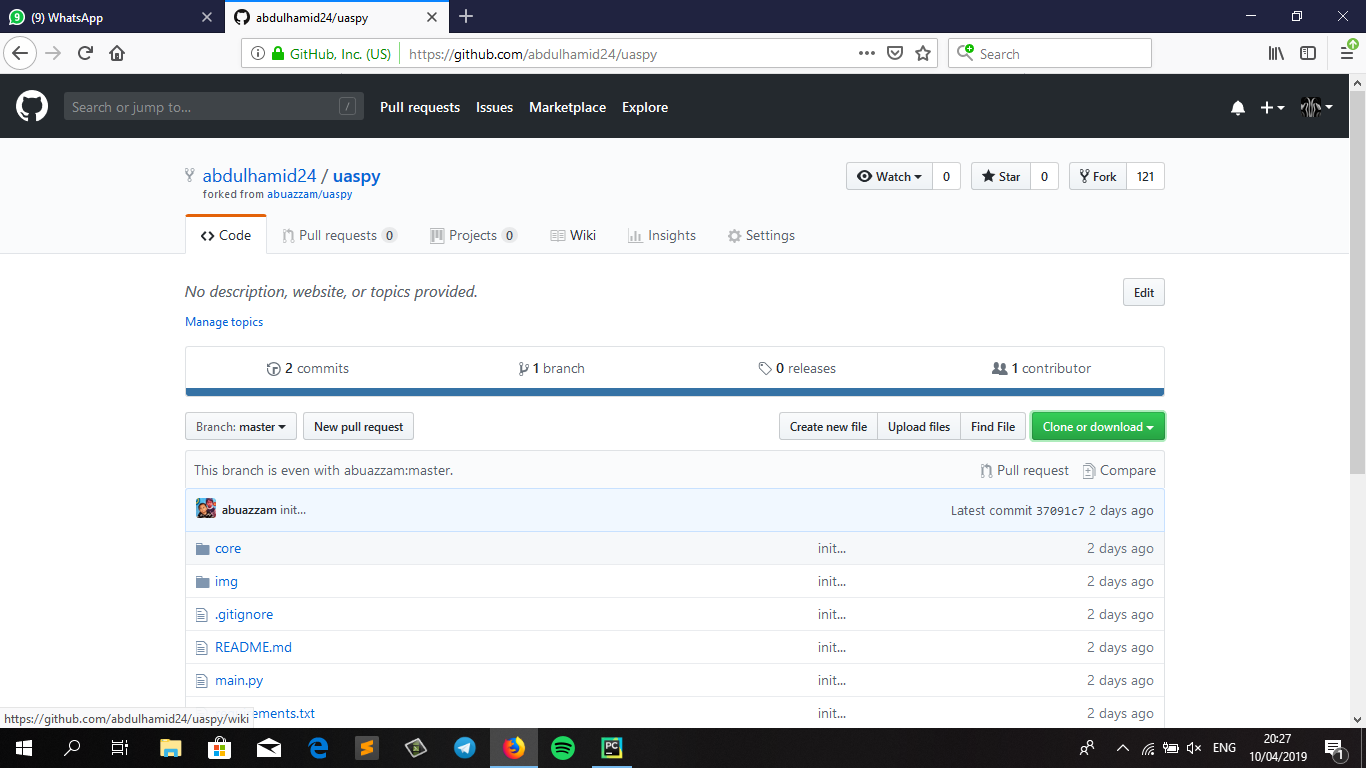 (9) WhatsApp
abdulhamid24/uaspy
GitHub, Inc. (US)
https://github.com/abdulhamid24/uaspy
Search
Search or jump to...
/
Pull requests
Issues
Marketplace
Explore
abdulhamid24 / uaspy
forked from abuazzam/uaspy
Watch 0
Star 0
Fork 121
Code
Pull requests 0
Projects 0
Wiki
Insights
Settings
No description, website, or topics provided.
Edit
Manage topics
2 commits
1 branch
0 releases
1 contributor
Branch: master
New pull request
Create new file
Upload files
Find File
Clone or download
This branch is even with abuazzam:master.
Pull request
Compare
abuazzam init...
Latest commit 37091c7 2 days ago
core init... 2 days ago
img init... 2 days ago
.gitignore init... 2 days ago
README.md init... 2 days ago
main.py init... 2 days ago
ements.txt init... 2 days ago
https://github.com/abdulhamid24/uaspy/wiki
PC
ENG
20:27
10/04/2019
1